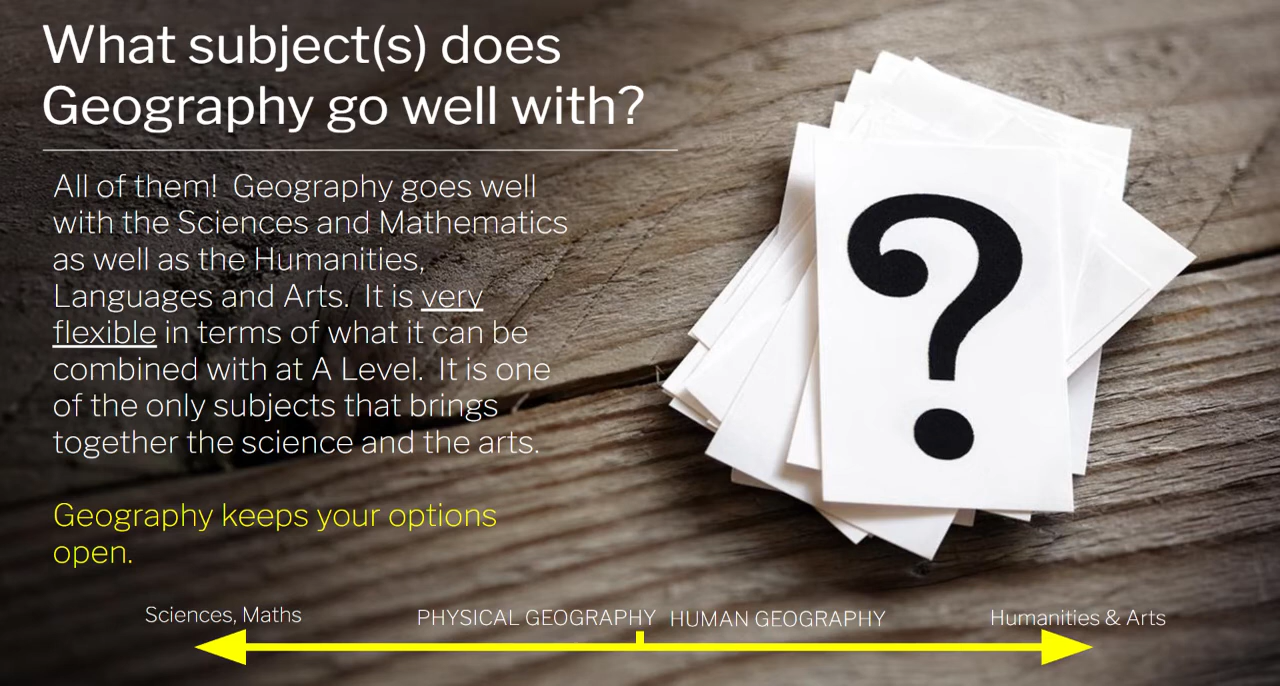 What subject(s) does
Geography go well with?
All of them!  Geography goes well
with the Sciences and Mathematics
as well as the Humanities,
Languages and Arts.  It is very
flexible in terms of what it can be
combined with at A Level.  It is one
of the only subjects that brings
together the science and the arts.
Geography keeps your options
open.
?
Sciences, Maths
PHYSICAL GEOGRAPHY
HUMAN GEOGRAPHY
Humanities & Arts